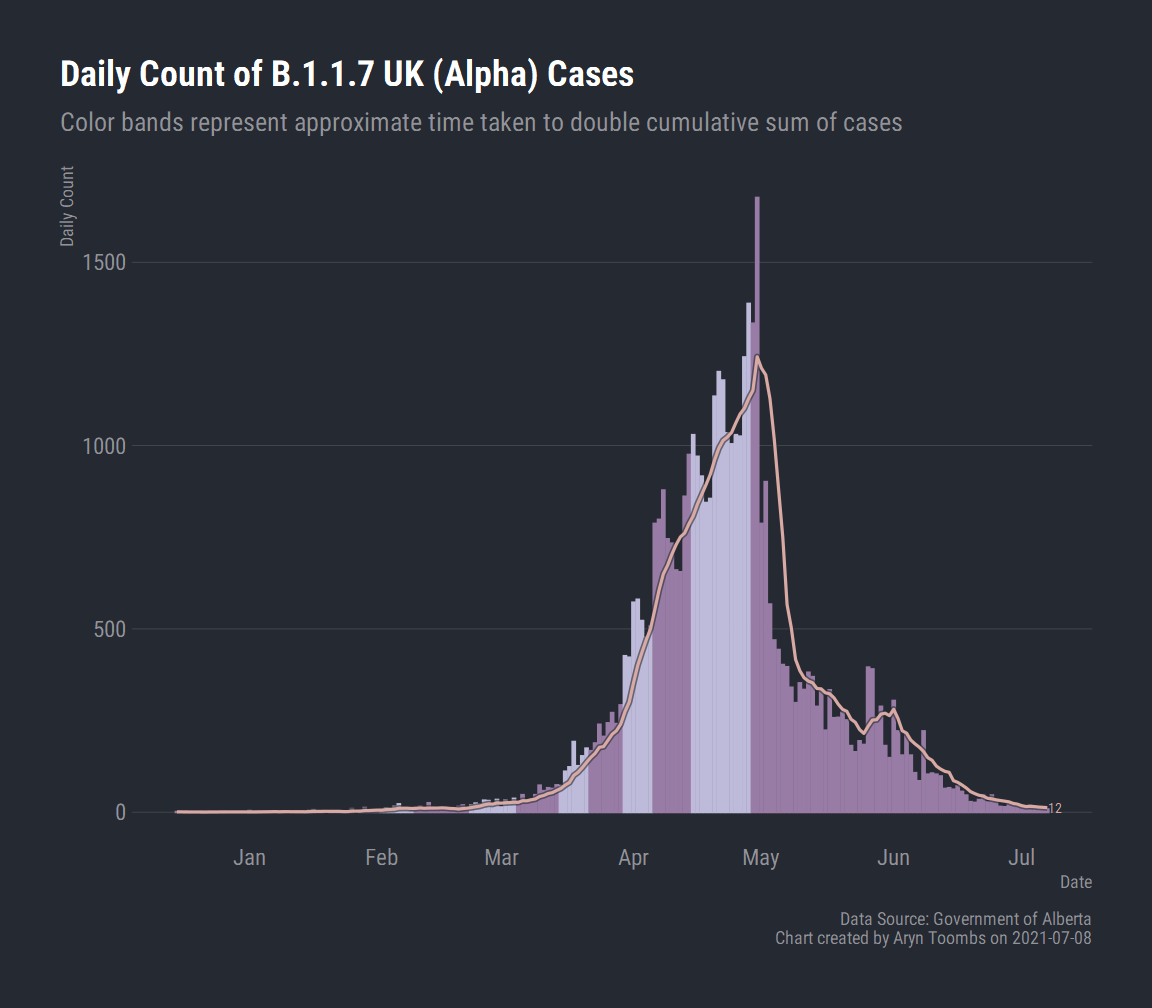 Daily Count of B.1.1.7 UK (Alpha) Cases
Color bands represent approximate time taken to double cumulative sum of cases
Daily Count
1500
1000
500
0
12
Jan Feb Mar Apr May Jun Jul
Date
Data Source: Government of Alberta
Chart created by Aryn Toombs on 2021-07-08